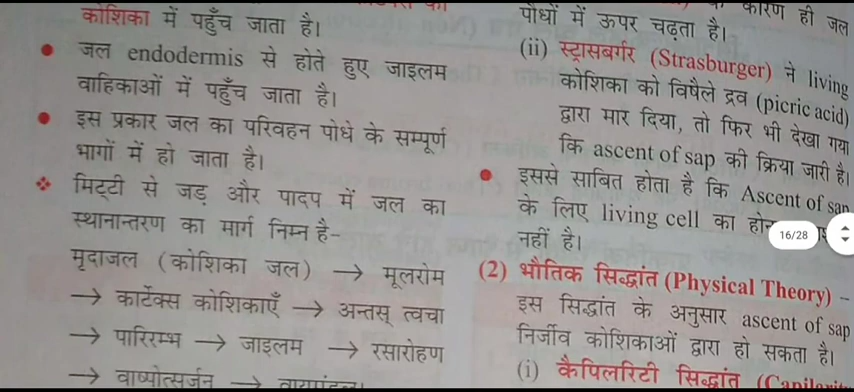 कोशिका में पहुँच जाता है।
जल endodermis से होते हुए जाइलम
वाहिकाओं में पहुँच जाता है।
इस प्रकार जल का परिवहन पोधे के सम्पूर्ण
भागों में हो जाता है।
मिट्टी से जड़ और पादप में जल का
स्थानान्तरण का मार्ग निम्न है–
मृदाजल (कोशिका जल) → मूलरोम
→ कार्टेक्स कोशिकाएँ → अन्तस् त्वचा
→ पारिरम्भ → जाइलम → रसारोहण
→ वाष्पोत्सर्जन →
कारण ही जल
पौधों में ऊपर चढ़ता है।
(ii) स्ट्रासबर्गर (Strasburger) ने living
कोशिका को विषैले द्रव (picric acid)
द्वारा मार दिया, तो फिर भी देखा गया
कि ascent of sap की क्रिया जारी है।
इससे साबित होता है कि Ascent of sap
के लिए living cell का
नहीं है।
(2) भौतिक सिद्धांत (Physical Theory) –
इस सिद्धांत के अनुसार ascent of sap
निर्जीव कोशिकाओं द्वारा हो सकता है।
(i) कैपिलरिटी सिद्धांत
16/28